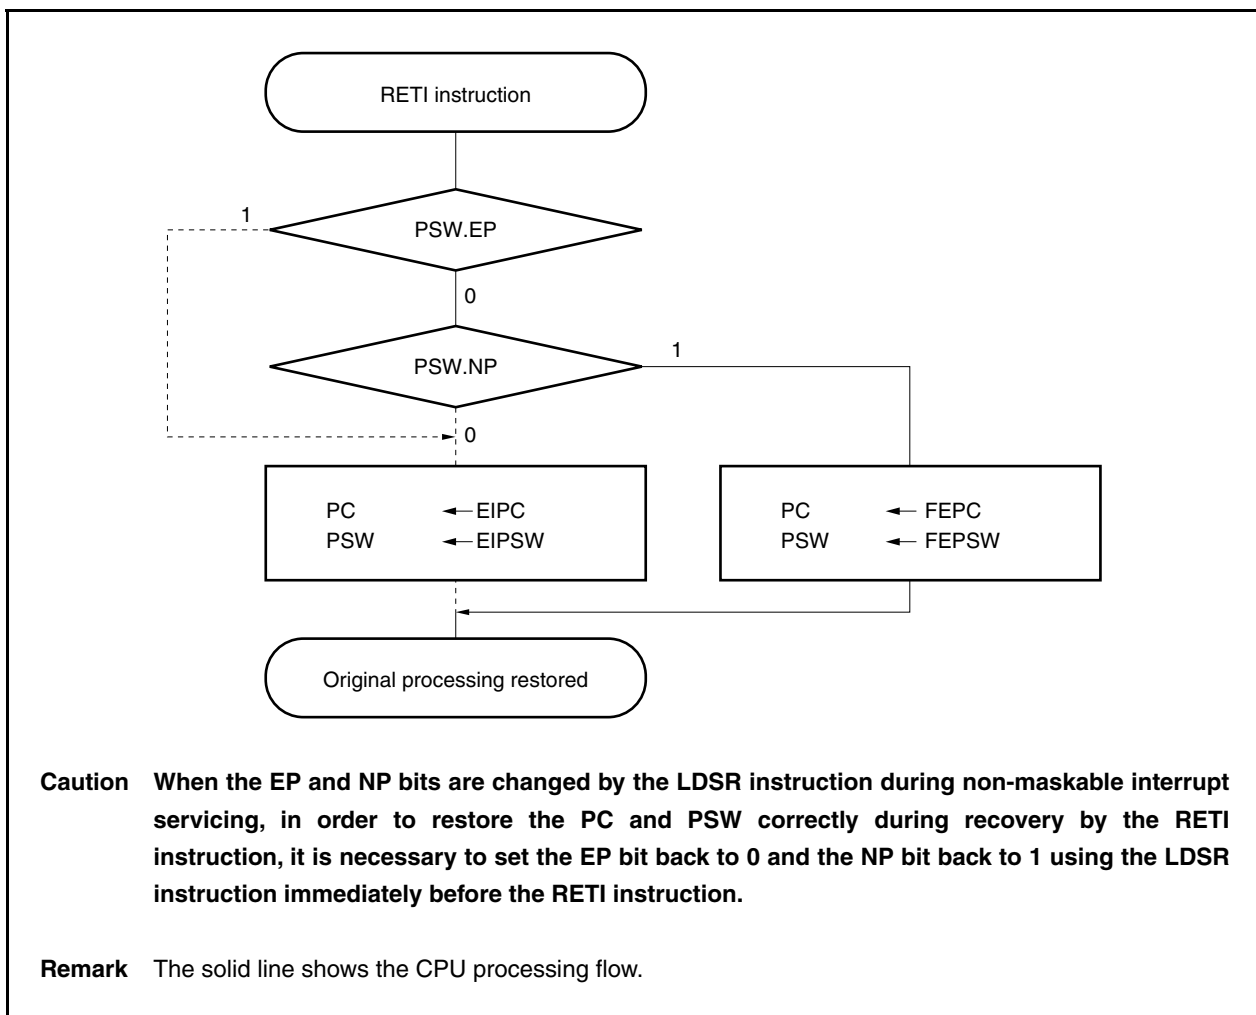 RETI instruction
1
PSW.EP
0
PSW.NP
1
0
PC ← EIPC
PSW ← EIPSW
PC ← FEPC
PSW ← FEPSW
Original processing restored
Caution When the EP and NP bits are changed by the LDSR instruction during non-maskable interrupt
servicing, in order to restore the PC and PSW correctly during recovery by the RETI
instruction, it is necessary to set the EP bit back to 0 and the NP bit back to 1 using the LDSR
instruction immediately before the RETI instruction.
Remark The solid line shows the CPU processing flow.